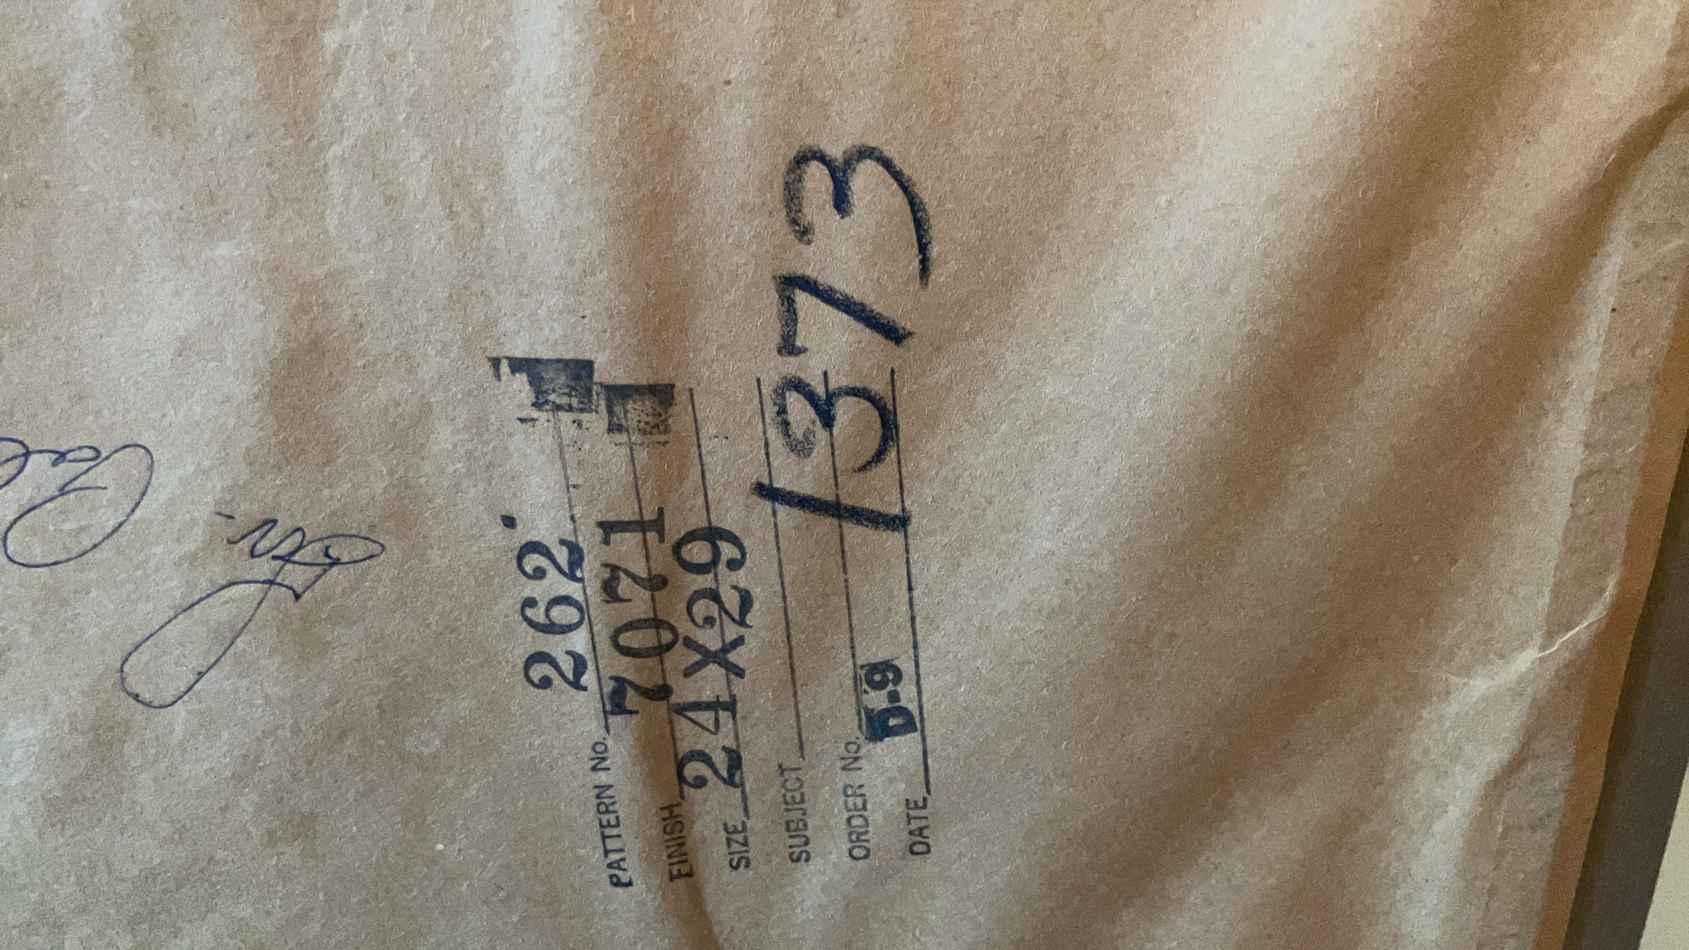 262
PATTERN No.
7071
FINISH
24X29
SIZE
SUBJECT
1373
ORDER No.
D-9
DATE